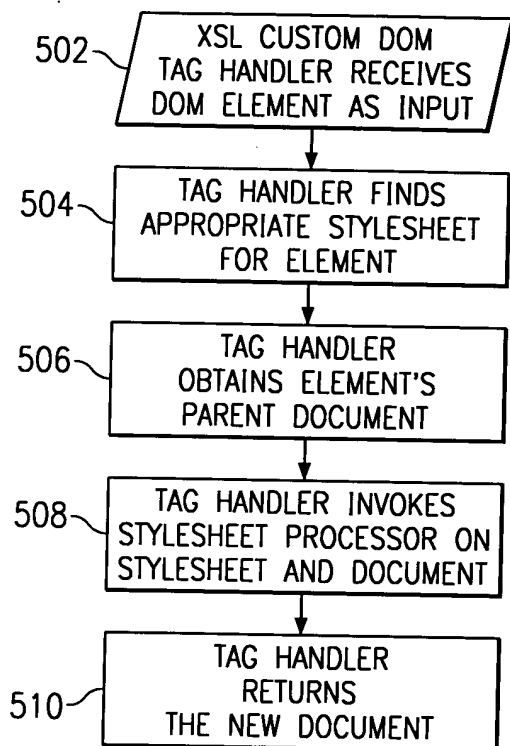 502
XSL CUSTOM DOM
TAG HANDLER RECEIVES
DOM ELEMENT AS INPUT
504
TAG HANDLER FINDS
APPROPRIATE STYLESHEET
FOR ELEMENT
506
TAG HANDLER
OBTAINS ELEMENT'S
PARENT DOCUMENT
508
TAG HANDLER INVOKES
STYLESHEET PROCESSOR ON
STYLESHEET AND DOCUMENT
510
TAG HANDLER
RETURNS
THE NEW DOCUMENT